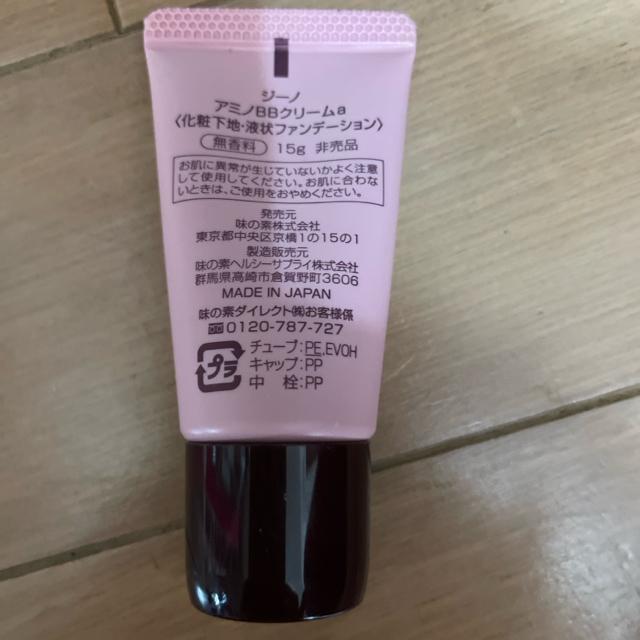 ジーノ
アミノBBクリームa
〈化粧下地・液状ファンデーション〉
無香料 15g 非売品
お肌に異常が生じていないかよく注意
して使用してください。お肌に合わな
いときは、ご使用をおやめください。
発売元
味の素株式会社
東京都中央区京橋1の15の1
製造販売元
味の素ヘルシーサプライ株式会社
群馬県高崎市倉賀野町3606
MADE IN JAPAN
味の素ダイレクト㈱お客様係
0120-787-727
プラ チューブ:PE,EVOH
キャップ:PP
中 栓:PP